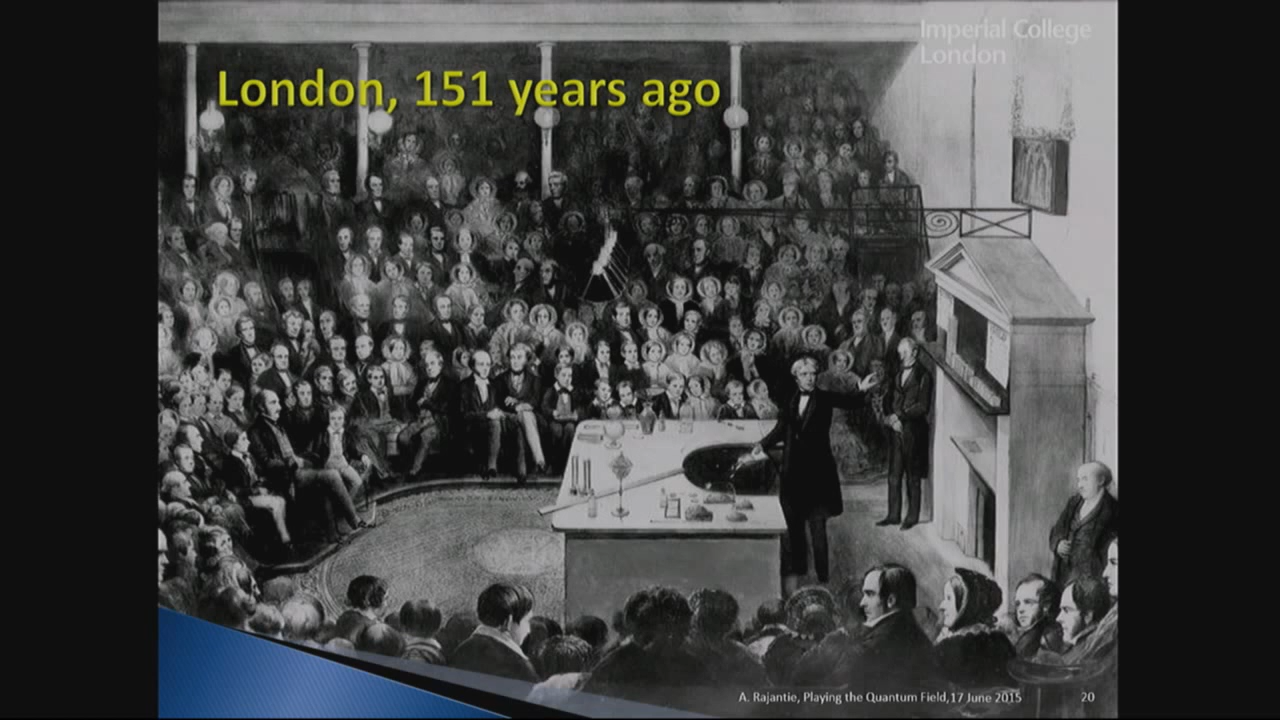 Imperial College
London
London, 151 years ago
A. Rajantie, Playing the Quantum Field, 17 June 2015
20